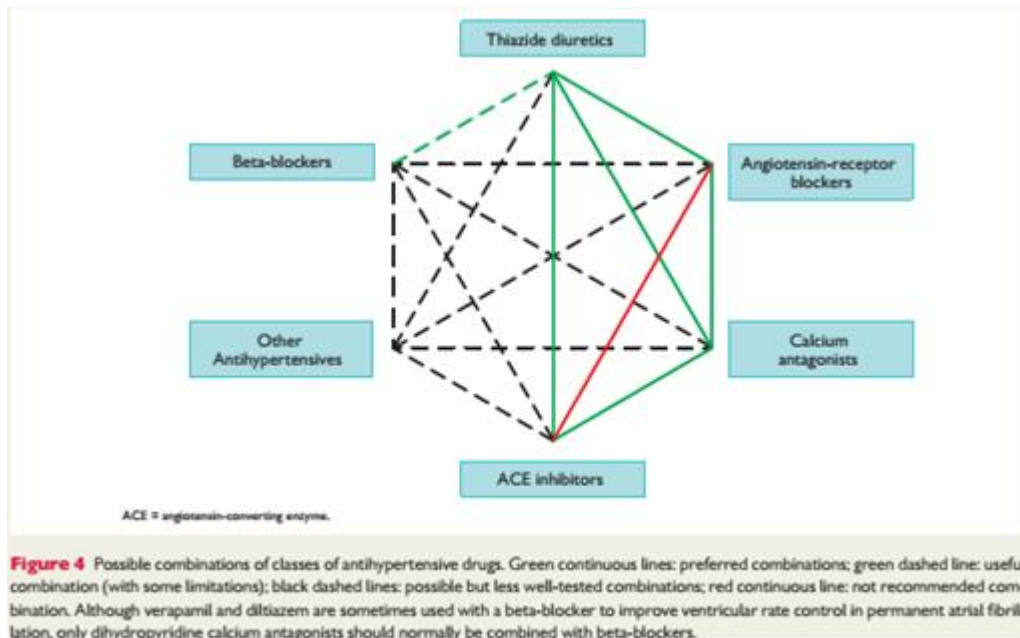 Thiazide diuretics
Beta-blockers
Angiotensin-receptor
blockers
Other
Antihypertensives
Calcium
antagonists
ACE inhibitors
ACE = angiotensin-converting enzyme.
Figure 4 Possible combinations of classes of antihypertensive drugs. Green continuous lines: preferred combinations; green dashed line: usefu
combination (with some limitations); black dashed lines: possible but less well-tested combinations; red continuous line: not recommended com
bination. Although verapamil and diltiazem are sometimes used with a beta-blocker to improve ventricular rate control in permanent atrial fibril
lation, only dihydropyridine calcium antagonists should normally be combined with beta-blockers.